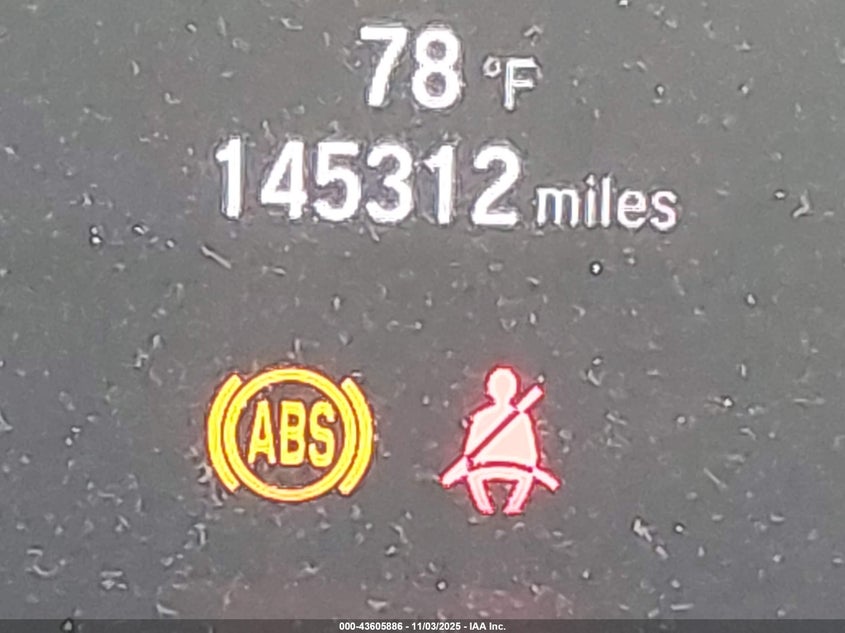 78 °F
145312 miles
ABS
000-43605886 - 11/03/2025 - IAA Inc.